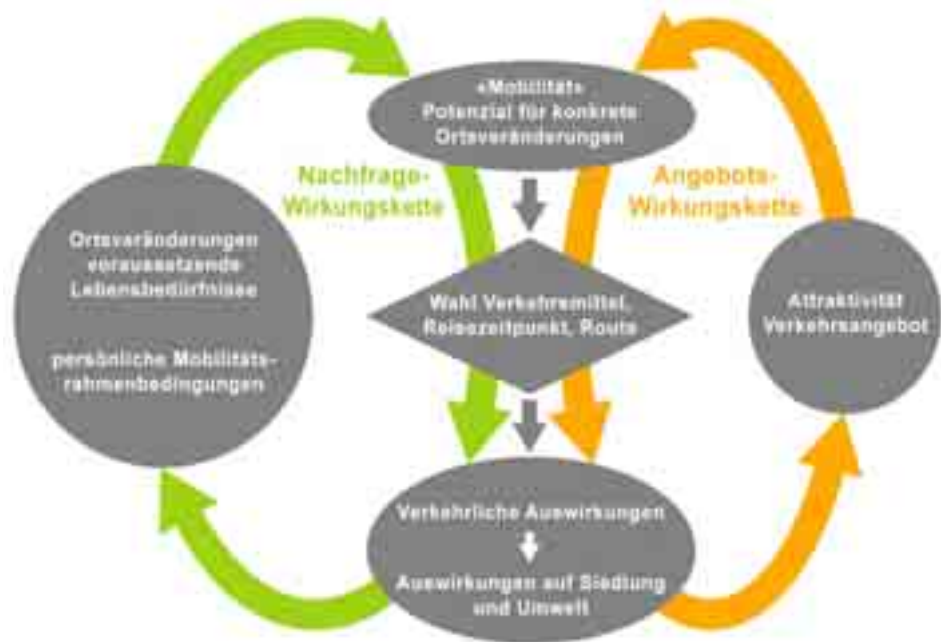 «Mobilität»
Potenzial für konkrete
Ortsveränderungen
Nachfrage-
Wirkungskette
Angebots-
Wirkungskette
Ortsveränderungen
voraussetzende
Lebensbedürfnisse
persönliche Mobilitäts-
rahmenbedingungen
Wahl Verkehrsmittel,
Reisezeitpunkt, Route
Attraktivität
Verkehrsangebot
Verkehrliche Auswirkungen
Auswirkungen auf Siedlung
und Umwelt